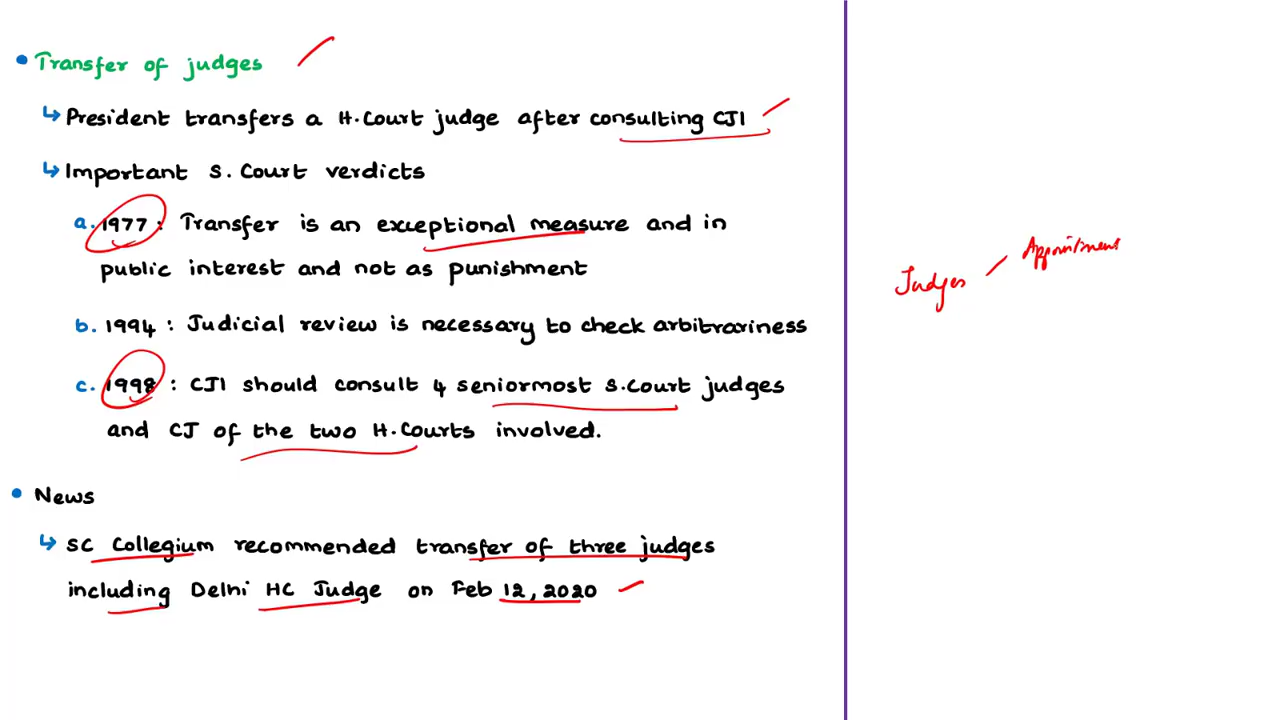 • Transfer of judges
↳ President transfers a H.Court judge after consulting CJI
↳ Important S. Court verdicts
a. 1977 : Transfer is an exceptional measure and in
public interest and not as punishment
b. 1994 : Judicial review is necessary to check arbitrariness
c. 1998 : CJI should consult 4 seniormost S.Court judges
and CJ of the two H.Courts involved.
• News
↳ SC Collegium recommended transfer of three judges
including Delhi HC Judge on Feb 12, 2020
Appointment
Judges